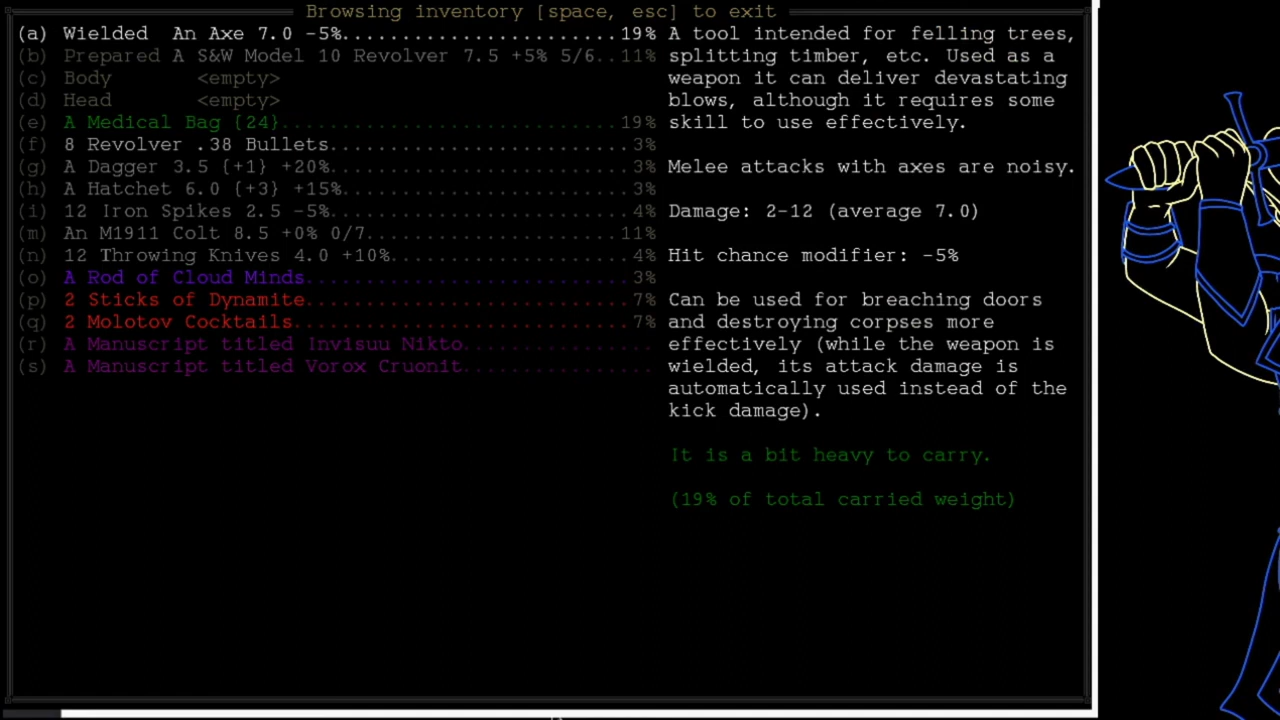 Browsing inventory [space, esc] to exit
(a) Wielded An Axe 7.0 -5%.......................19%
(b) Prepared A S&W Model 10 Revolver 7.5 +5% 5/6..11%
(c) Body <empty>
(d) Head <empty>
(e) A Medical Bag {24}............................19%
(f) 8 Revolver .38 Bullets........................3%
(g) A Dagger 3.5 {+1} +20%........................3%
(h) A Hatchet 6.0 {+3} +15%.......................3%
(i) 12 Iron Spikes 2.5 -5%........................4%
(m) An M1911 Colt 8.5 +0% 0/7.....................11%
(n) 12 Throwing Knives 4.0 +10%...................4%
(o) A Rod of Cloud Minds..........................3%
(p) 2 Sticks of Dynamite..........................7%
(q) 2 Molotov Cocktails...........................7%
(r) A Manuscript titled Invisuu Nikto................
(s) A Manuscript titled Vorox Cruonit................
A tool intended for felling trees,
splitting timber, etc. Used as a
weapon it can deliver devastating
blows, although it requires some
skill to use effectively.
Melee attacks with axes are noisy.
Damage: 2-12 (average 7.0)
Hit chance modifier: -5%
Can be used for breaching doors
and destroying corpses more
effectively (while the weapon is
wielded, its attack damage is
automatically used instead of the
kick damage).
It is a bit heavy to carry.
(19% of total carried weight)